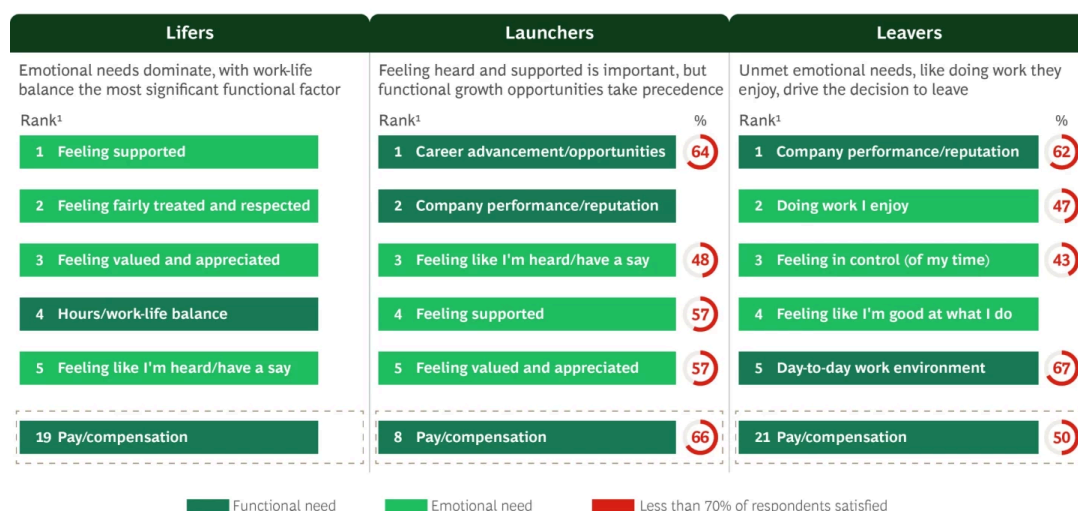 Lifers
Emotional needs dominate, with work-life
balance the most significant functional factor
Rank¹
1 Feeling supported
2 Feeling fairly treated and respected
3 Feeling valued and appreciated
4 Hours/work-life balance
5 Feeling like I'm heard/have a say
19 Pay/compensation
Launchers
Feeling heard and supported is important, but
functional growth opportunities take precedence
Rank¹ %
1 Career advancement/opportunities 64
2 Company performance/reputation
3 Feeling like I'm heard/have a say 48
4 Feeling supported 57
5 Feeling valued and appreciated 57
8 Pay/compensation 66
Leavers
Unmet emotional needs, like doing work they
enjoy, drive the decision to leave
Rank¹ %
1 Company performance/reputation 62
2 Doing work I enjoy 47
3 Feeling in control (of my time) 43
4 Feeling like I'm good at what I do
5 Day-to-day work environment 67
21 Pay/compensation 50
Functional need Emotional need Less than 70% of respondents satisfied